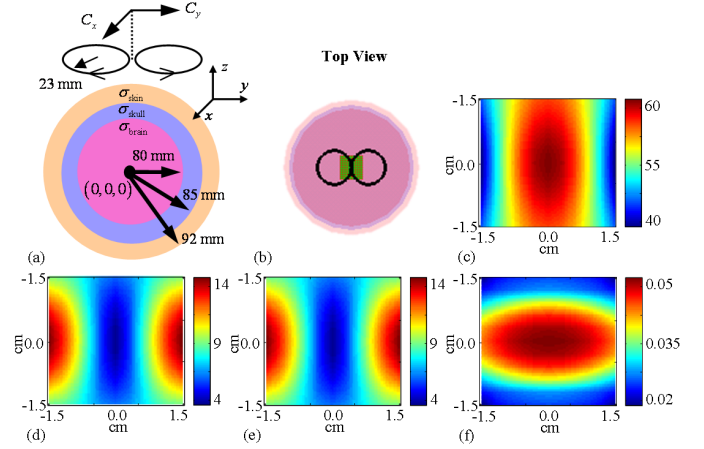 C_x C_y
23 mm
z
y
x
σ_skin
σ_skull
σ_brain
80 mm
(0,0,0)
85 mm
92 mm
(a)
Top View
(b)
-1.5
0.0
-1.5
-1.5 0.0 1.5
cm
cm
60
55
40
(c)
-1.5
0.0
-1.5
-1.5 0.0 1.5
cm
cm
14
9
4
(d)
-1.5
0.0
-1.5
-1.5 0.0 1.5
cm
cm
14
9
4
(e)
-1.5
0.0
-1.5
-1.5 0.0 1.5
cm
cm
0.05
0.035
0.02
(f)